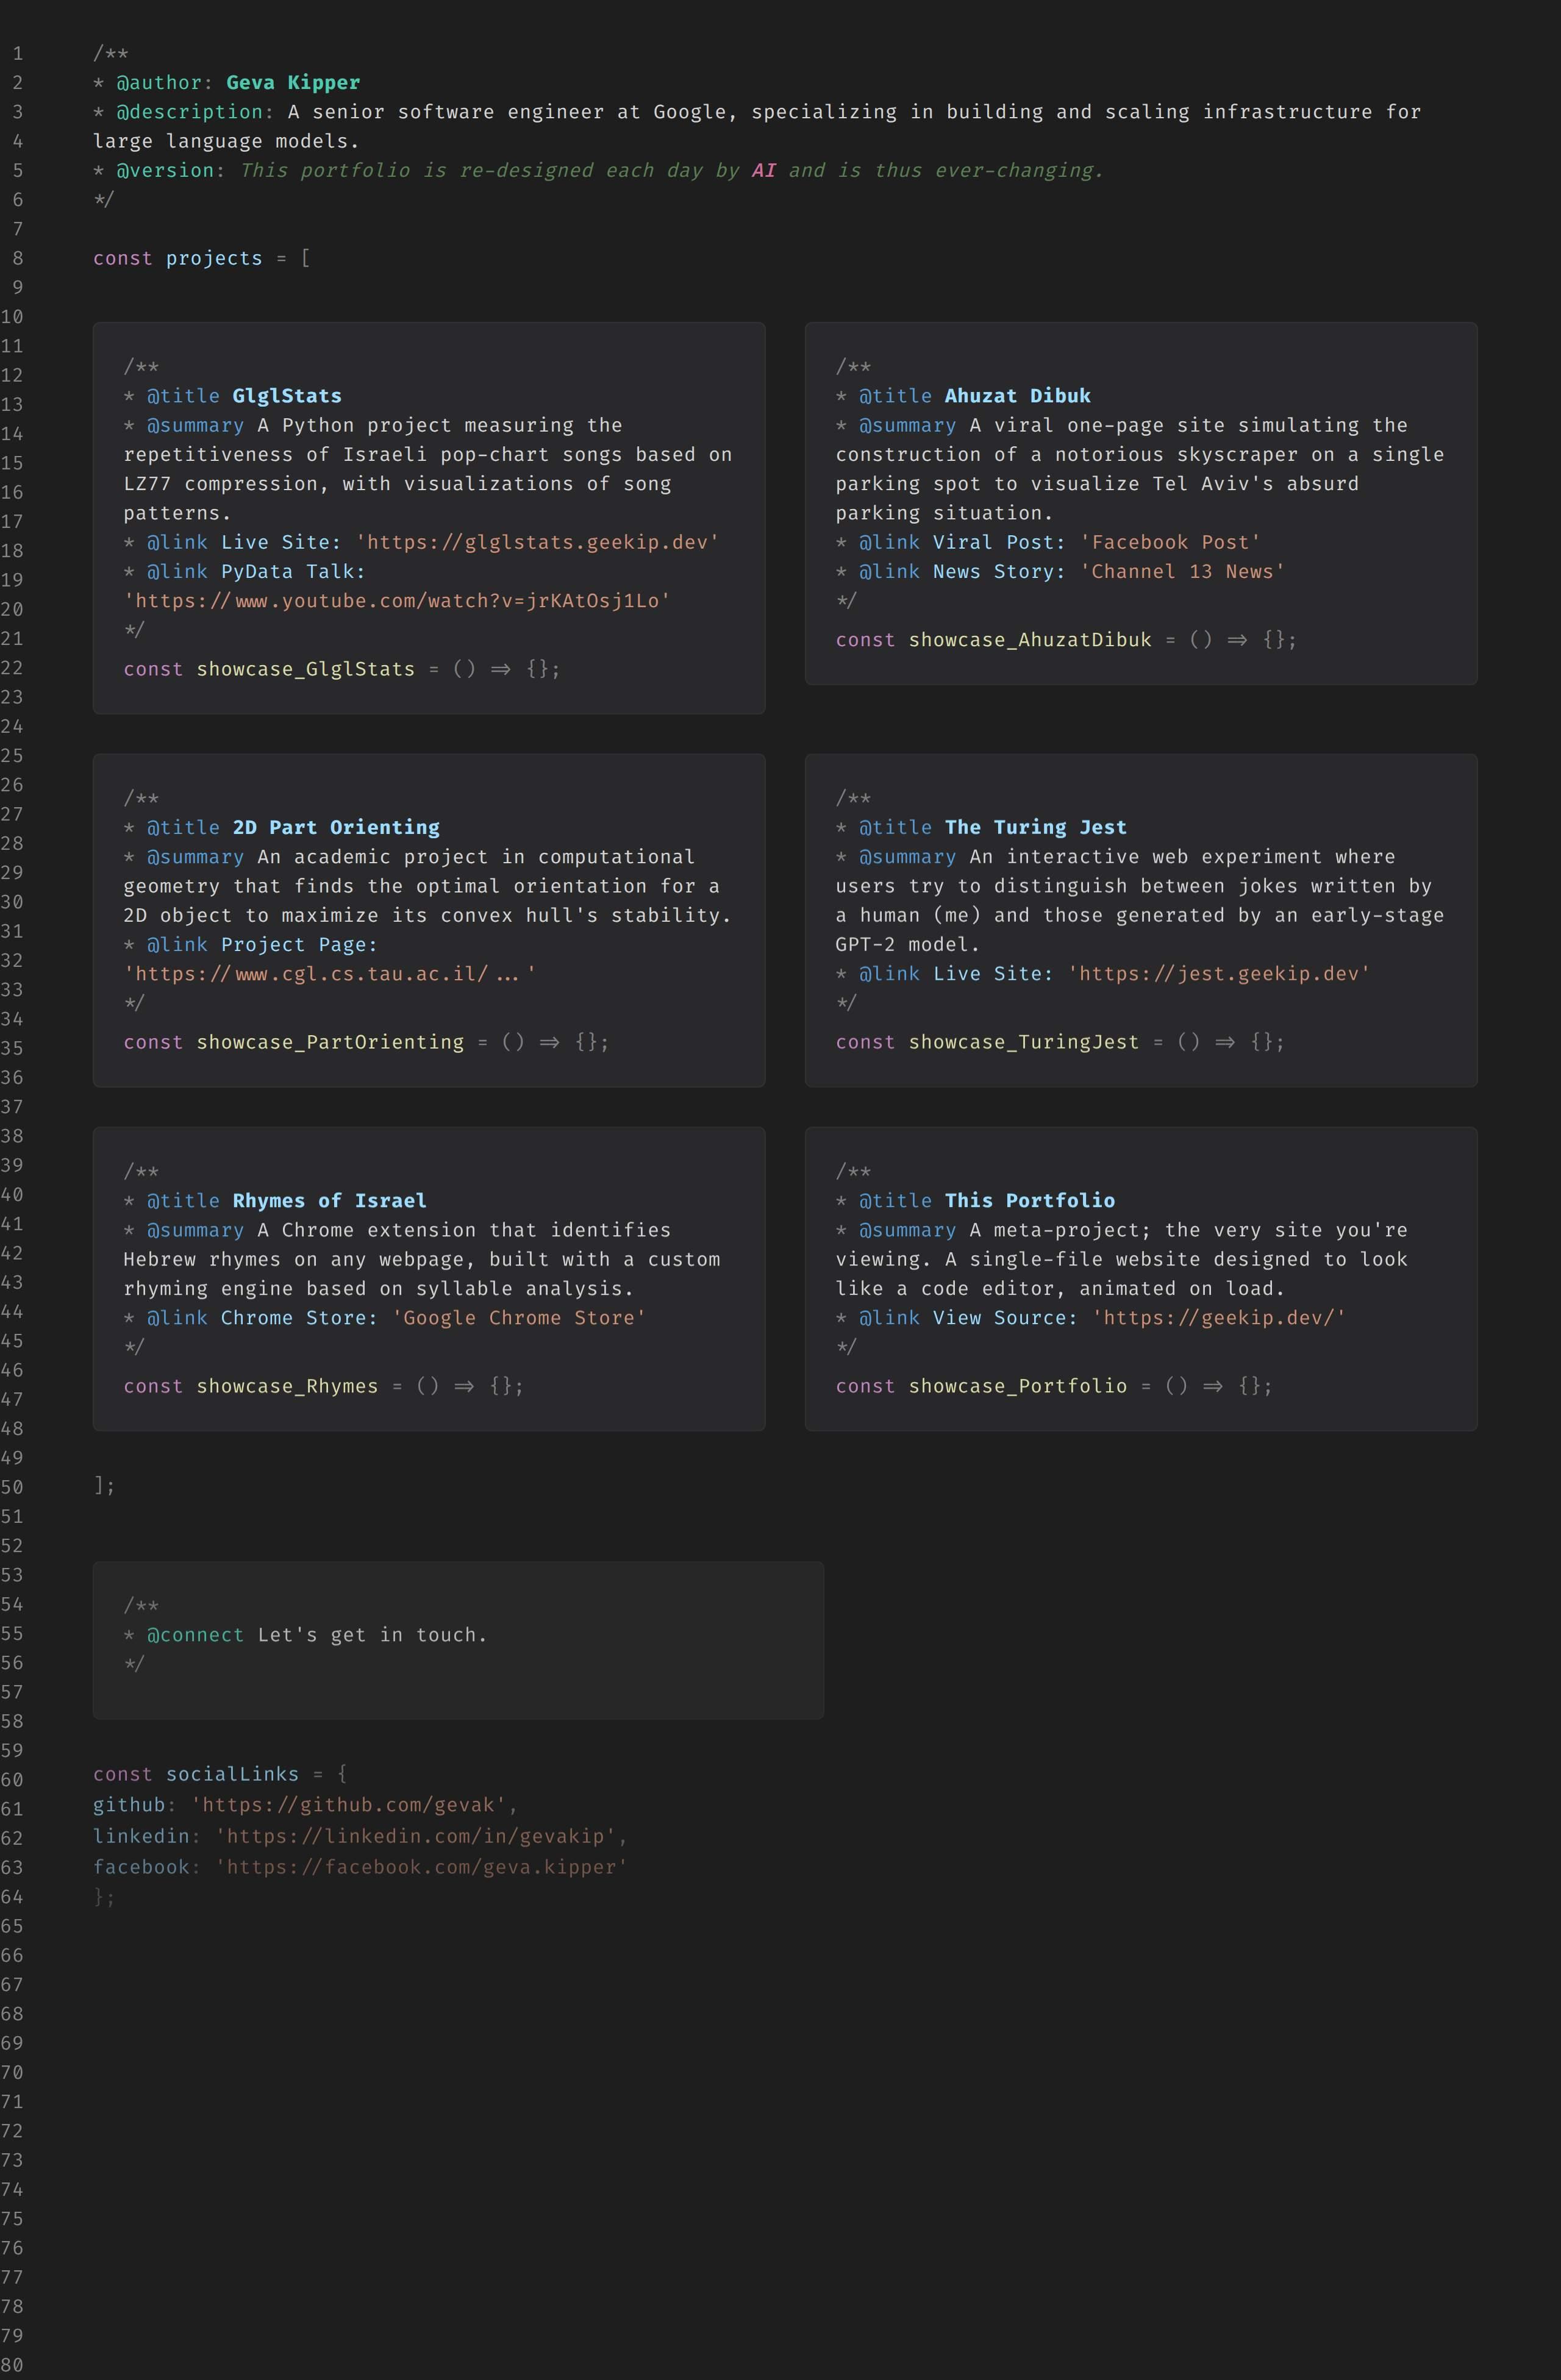 1
2
3
4
5
6
7
8
9
10
11
12
13
14
15
16
17
18
19
20
21
22
23
24
25
26
27
28
29
30
31
32
33
34
35
36
37
38
39
40
41
42
43
44
45
46
47
48
49
50
51
52
53
54
55
56
57
58
59
60
61
62
63
64
65
66
67
68
69
70
71
72
73
74
75
76
77
78
79
80
/**
* @author: Geva Kipper
* @description: A senior software engineer at Google, specializing in building and scaling infrastructure for
large language models.
* @version: This portfolio is re-designed each day by AI and is thus ever-changing.
*/
const projects = [
/**
* @title GlglStats
* @summary A Python project measuring the
repetitiveness of Israeli pop-chart songs based on
LZ77 compression, with visualizations of song
patterns.
* @link Live Site: 'https://glglstats.geekip.dev'
* @link PyData Talk:
'https://www.youtube.com/watch?v=jrKAtOsj1Lo'
*/
const showcase_GlglStats = () => {};
/**
* @title Ahuzat Dibuk
* @summary A viral one-page site simulating the
construction of a notorious skyscraper on a single
parking spot to visualize Tel Aviv's absurd
parking situation.
* @link Viral Post: 'Facebook Post'
* @link News Story: 'Channel 13 News'
*/
const showcase_AhuzatDibuk = () => {};
/**
* @title 2D Part Orienting
* @summary An academic project in computational
geometry that finds the optimal orientation for a
2D object to maximize its convex hull's stability.
* @link Project Page:
'https://www.cgl.cs.tau.ac.il/...'
*/
const showcase_PartOrienting = () => {};
/**
* @title The Turing Jest
* @summary An interactive web experiment where
users try to distinguish between jokes written by
a human (me) and those generated by an early-stage
GPT-2 model.
* @link Live Site: 'https://jest.geekip.dev'
*/
const showcase_TuringJest = () => {};
/**
* @title Rhymes of Israel
* @summary A Chrome extension that identifies
Hebrew rhymes on any webpage, built with a custom
rhyming engine based on syllable analysis.
* @link Chrome Store: 'Google Chrome Store'
*/
const showcase_Rhymes = () => {};
/**
* @title This Portfolio
* @summary A meta-project; the very site you're
viewing. A single-file website designed to look
like a code editor, animated on load.
* @link View Source: 'https://geekip.dev/'
*/
const showcase_Portfolio = () => {};
];
/**
* @connect Let's get in touch.
*/
const socialLinks = {
github: 'https://github.com/gevak',
linkedin: 'https://linkedin.com/in/gevakip',
facebook: 'https://facebook.com/geva.kipper'
};